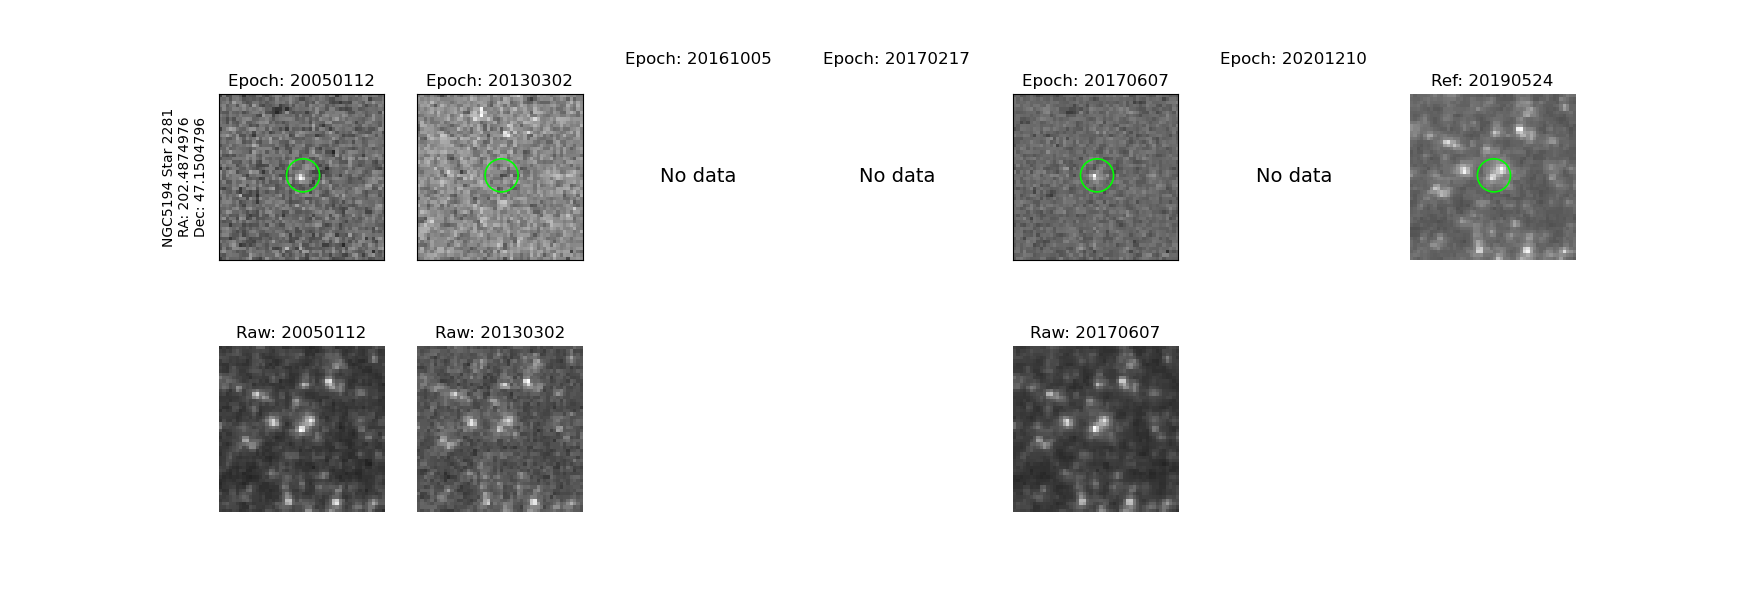 Epoch: 20161005
Epoch: 20170217
Epoch: 20201210
Epoch: 20050112
Epoch: 20130302
Epoch: 20170607
Ref: 20190524
NGC5194 Star 2281
RA: 202.4874976
Dec: 47.1504796
No data
No data
No data
Raw: 20050112
Raw: 20130302
Raw: 20170607